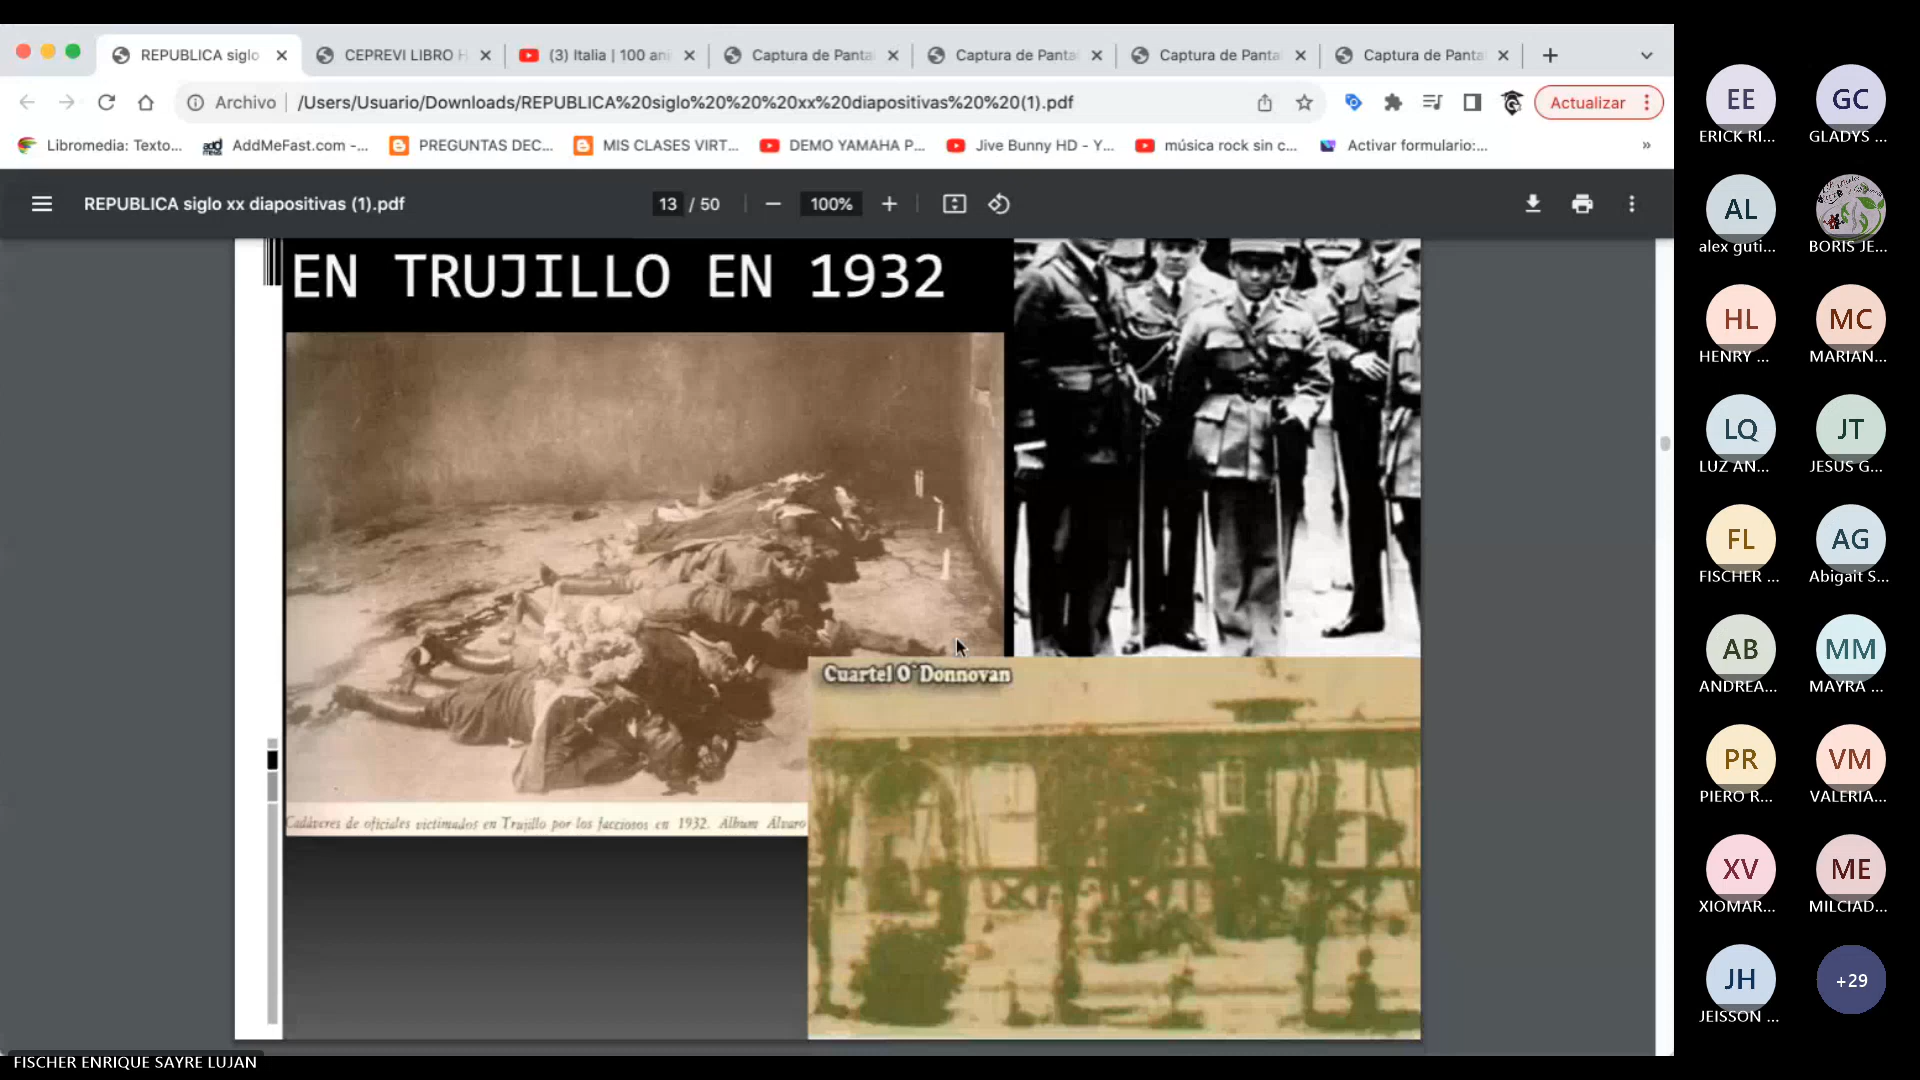 REPUBLICA siglo
CEPREVI LIBRO H
(3) Italia | 100 ani
Captura de Panta
Captura de Panta
Captura de Panta
Captura de Panta
Archivo
/Users/Usuario/Downloads/REPUBLICA%20siglo%20%20%20xx%20diapositivas%20%20(1).pdf
Actualizar
Libromedia: Texto...
AddMeFast.com -...
PREGUNTAS DEC...
MIS CLASES VIRT...
DEMO YAMAHA P...
Jive Bunny HD - Y...
música rock sin c...
Activar formulario:...
»
REPUBLICA siglo xx diapositivas (1).pdf
13 / 50
100%
EN TRUJILLO EN 1932
Cuartel O`Donnovan
Cadáveres de oficiales victimados en Trujillo por los facciosos en 1932. Album Alvaro
FISCHER ENRIQUE SAYRE LUJAN
EE
ERICK RI...
GC
GLADYS ...
AL
alex guti...
BORIS JE...
HL
HENRY ...
MC
MARIAN...
LQ
LUZ AN...
JT
JESUS G...
FL
FISCHER ...
AG
Abigait S...
AB
ANDREA...
MM
MAYRA ...
PR
PIERO R...
VM
VALERIA...
XV
XIOMAR...
ME
MILCIAD...
JH
JEISSON ...
+29